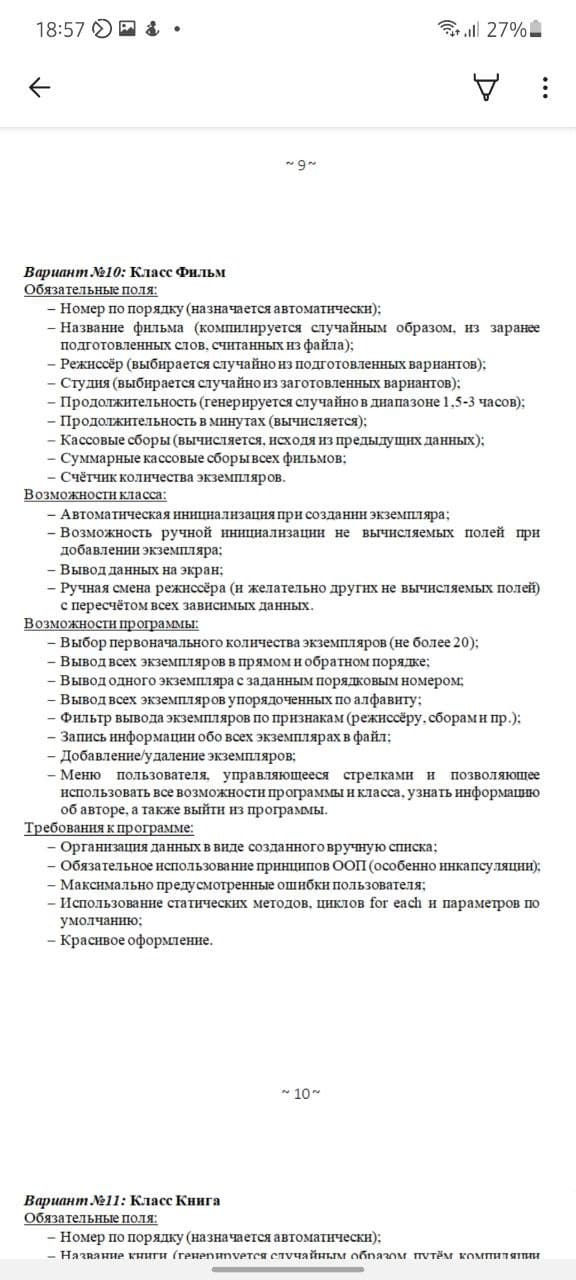 18:57
27%
~ 9 ~
Вариант №10: Класс Фильм
Обязательные поля:
– Номер по порядку (назначается автоматически);
– Название фильма (компилируется случайным образом, из заранее
подготовленных слов, считанных из файла);
– Режиссёр (выбирается случайно из подготовленных вариантов);
– Студия (выбирается случайно из заготовленных вариантов);
– Продолжительность (генерируется случайно в диапазоне 1,5-3 часов);
– Продолжительность в минутах (вычисляется);
– Кассовые сборы (вычисляется, исходя из предыдущих данных);
– Суммарные кассовые сборы всех фильмов;
– Счётчик количества экземпляров.
Возможности класса:
– Автоматическая инициализация при создании экземпляра;
– Возможность ручной инициализации не вычисляемых полей при
добавлении экземпляра;
– Вывод данных на экран;
– Ручная смена режиссёра (и желательно других не вычисляемых полей)
с пересчётом всех зависимых данных.
Возможности программы:
– Выбор первоначального количества экземпляров (не более 20);
– Вывод всех экземпляров в прямом и обратном порядке;
– Вывод одного экземпляра с заданным порядковым номером;
– Вывод всех экземпляров упорядоченных по алфавиту;
– Фильтр вывода экземпляров по признакам (режиссёру, сборам и пр.);
– Запись информации обо всех экземплярах в файл;
– Добавление/удаление экземпляров;
– Меню пользователя, управляющееся стрелками и позволяющее
использовать все возможности программы и класса, узнать информацию
об авторе, а также выйти из программы.
Требования к программе:
– Организация данных в виде созданного вручную списка;
– Обязательное использование принципов ООП (особенно инкапсуляции);
– Максимально предусмотренные ошибки пользователя;
– Использование статических методов, циклов for each и параметров по
умолчанию;
– Красивое оформление.
~ 10 ~
Вариант №11: Класс Книга
Обязательные поля:
– Номер по порядку (назначается автоматически);
– Название книги (генерируется случайным образом, путём компиляции